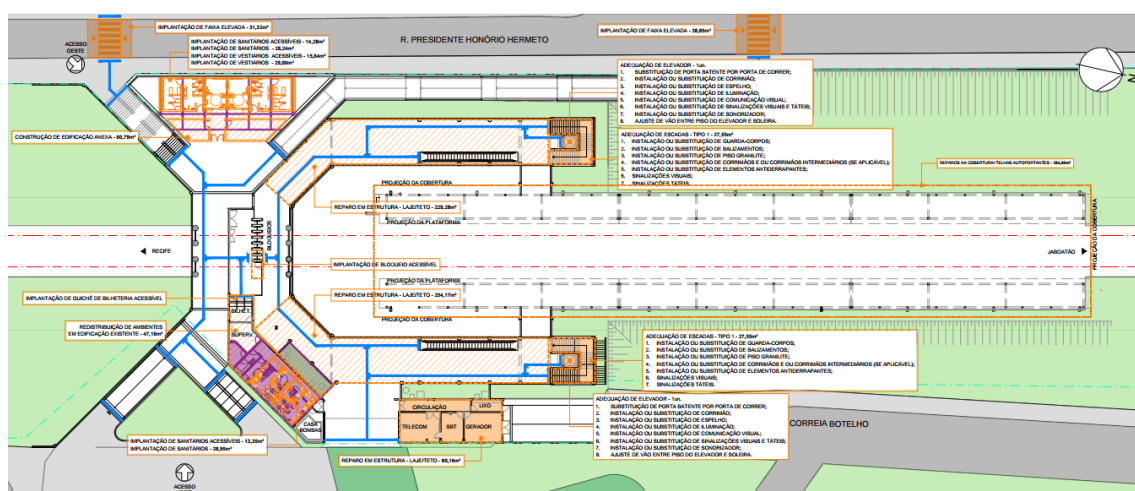 IMPLANTAÇÃO DE FAIXA ELEVADA - 31,32m²
IMPLANTAÇÃO DE FAIXA ELEVADA - 38,85m²
R. PRESIDENTE HONÓRIO HERMETO
ACESSO
OESTE
IMPLANTAÇÃO DE SANITÁRIOS ACESSÍVEIS - 14,28m²
IMPLANTAÇÃO DE SANITÁRIOS - 28,24m²
IMPLANTAÇÃO DE VESTIÁRIOS ACESSÍVEIS - 15,64m²
IMPLANTAÇÃO DE VESTIÁRIOS - 29,98m²
N
ADEQUAÇÃO DE ELEVADOR - 1un.
1. SUBSTITUIÇÃO DE PORTA BATENTE POR PORTA DE CORRER;
2. INSTALAÇÃO OU SUBSTITUIÇÃO DE CORRIMÃO;
3. INSTALAÇÃO OU SUBSTITUIÇÃO DE ESPELHO;
4. INSTALAÇÃO OU SUBSTITUIÇÃO DE ILUMINAÇÃO;
5. INSTALAÇÃO OU SUBSTITUIÇÃO DE COMUNICAÇÃO VISUAL;
6. INSTALAÇÃO OU SUBSTITUIÇÃO DE SINALIZAÇÕES VISUAIS E TÁTEIS;
7. INSTALAÇÃO OU SUBSTITUIÇÃO DE SONORIZADOR;
8. AJUSTE DE VÃO ENTRE PISO DO ELEVADOR E SOLEIRA.
CONSTRUÇÃO DE EDIFICAÇÃO ANEXA - 60,75m²
ADEQUAÇÃO DE ESCADAS - TIPO 1 - 27,55m²
1. INSTALAÇÃO OU SUBSTITUIÇÃO DE GUARDA-CORPOS;
2. INSTALAÇÃO OU SUBSTITUIÇÃO DE BALIZAMENTOS;
3. INSTALAÇÃO OU SUBSTITUIÇÃO DE PISO GRANILITE;
4. INSTALAÇÃO OU SUBSTITUIÇÃO DE CORRIMÃOS E OU CORRIMÃOS INTERMEDIÁRIOS (SE APLICÁVEL);
5. INSTALAÇÃO OU SUBSTITUIÇÃO DE ELEMENTOS ANTIDERRAPANTES;
6. SINALIZAÇÕES VISUAIS;
7. SINALIZAÇÕES TÁTEIS.
REPAROS NA COBERTURA/ TELHAS AUTOPORTANTES
PROJEÇÃO DA COBERTURA
REPARO EM ESTRUTURA - LAJE/TETO - 229,28m²
PROJEÇÃO DA PLATAFORMA
BLOQUEIOS
RECIFE
JABOATÃO
PROJEÇÃO DA COBERTURA
IMPLANTAÇÃO DE BLOQUEIO ACESSÍVEL
PROJEÇÃO DA PLATAFORMA
IMPLANTAÇÃO DE GUICHÊ DE BILHETERIA ACESSÍVEL
REPARO EM ESTRUTURA - LAJE/TETO - 254,17m²
BILHET.
PROJEÇÃO DA COBERTURA
REDISTRIBUIÇÃO DE AMBIENTES
EM EDIFICAÇÃO EXISTENTE - 47,18m²
SUPERV.
ADEQUAÇÃO DE ESCADAS - TIPO 1 - 27,55m²
1. INSTALAÇÃO OU SUBSTITUIÇÃO DE GUARDA-CORPOS;
2. INSTALAÇÃO OU SUBSTITUIÇÃO DE BALIZAMENTOS;
3. INSTALAÇÃO OU SUBSTITUIÇÃO DE PISO GRANILITE;
4. INSTALAÇÃO OU SUBSTITUIÇÃO DE CORRIMÃOS E OU CORRIMÃOS INTERMEDIÁRIOS (SE APLICÁVEL);
5. INSTALAÇÃO OU SUBSTITUIÇÃO DE ELEMENTOS ANTIDERRAPANTES;
6. SINALIZAÇÕES VISUAIS;
7. SINALIZAÇÕES TÁTEIS.
ADEQUAÇÃO DE ELEVADOR - 1un.
1. SUBSTITUIÇÃO DE PORTA BATENTE POR PORTA DE CORRER;
2. INSTALAÇÃO OU SUBSTITUIÇÃO DE CORRIMÃO;
3. INSTALAÇÃO OU SUBSTITUIÇÃO DE ESPELHO;
4. INSTALAÇÃO OU SUBSTITUIÇÃO DE ILUMINAÇÃO;
5. INSTALAÇÃO OU SUBSTITUIÇÃO DE COMUNICAÇÃO VISUAL;
6. INSTALAÇÃO OU SUBSTITUIÇÃO DE SINALIZAÇÕES VISUAIS E TÁTEIS;
7. INSTALAÇÃO OU SUBSTITUIÇÃO DE SONORIZADOR;
8. AJUSTE DE VÃO ENTRE PISO DO ELEVADOR E SOLEIRA.
CIRCULAÇÃO
LIXO
TELECOM
SBT
GERADOR
CASA
BOMBAS
CORREIA BOTELHO
IMPLANTAÇÃO DE SANITÁRIOS ACESSÍVEIS - 13,35m²
IMPLANTAÇÃO DE SANITÁRIOS - 28,95m²
REPARO EM ESTRUTURA - LAJE/TETO - 80,16m²
ACESSO